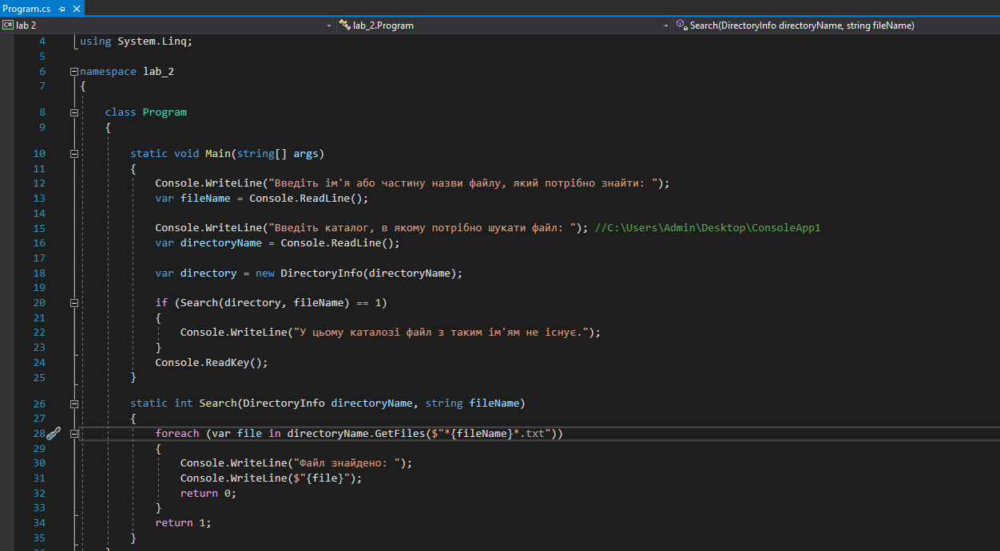 Program.cs
C# lab 2 lab_2.Program Search(DirectoryInfo directoryName, string fileName)
4 using System.Linq;
5
6 namespace lab_2
7 {
8 class Program
9 {
10 static void Main(string[] args)
11 {
12 Console.WriteLine("Введіть ім'я або частину назви файлу, який потрібно знайти: ");
13 var fileName = Console.ReadLine();
14
15 Console.WriteLine("Введіть каталог, в якому потрібно шукати файл: "); //C:\Users\Admin\Desktop\ConsoleApp1
16 var directoryName = Console.ReadLine();
17
18 var directory = new DirectoryInfo(directoryName);
19
20 if (Search(directory, fileName) == 1)
21 {
22 Console.WriteLine("У цьому каталозі файл з таким ім'ям не існує.");
23 }
24 Console.ReadKey();
25 }
26 static int Search(DirectoryInfo directoryName, string fileName)
27 {
28 foreach (var file in directoryName.GetFiles($"*{fileName}*.txt"))
29 {
30 Console.WriteLine("Файл знайдено: ");
31 Console.WriteLine($"{file}");
32 return 0;
33 }
34 return 1;
35 }